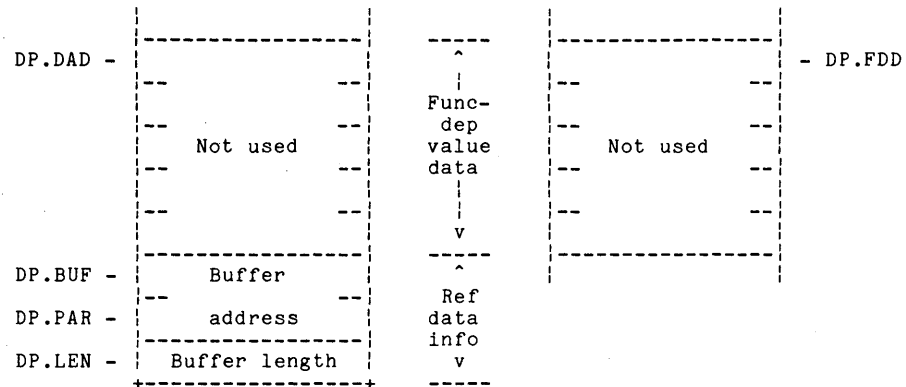 DP.DAD - - DP.FDD
Func-
dep
Not used value Not used
data
DP.BUF - Buffer
Ref
DP.PAR - address data
info
DP.LEN - Buffer length